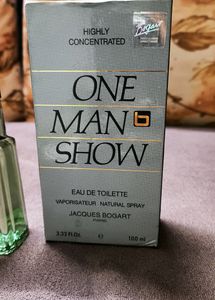 HIGHLY
CONCENTRATED
Bogart
ONE
MAN
SHOW
EAU DE TOILETTE
VAPORISATEUR - NATURAL SPRAY
JACQUES BOGART
PARIS
3.33 Fl.Oz. e 100 ml